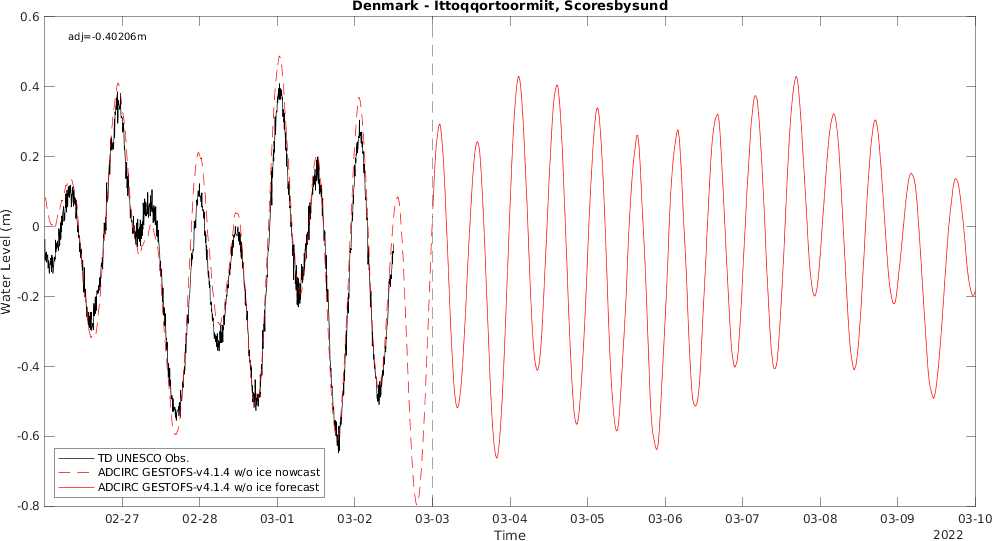 Denmark - Ittoqqortoormiit, Scoresbysund
adj=-0.40206m
0.6
0.4
0.2
0
-0.2
-0.4
-0.6
-0.8
Water Level (m)
TD UNESCO Obs.
ADCIRC GESTOFS-v4.1.4 w/o ice nowcast
ADCIRC GESTOFS-v4.1.4 w/o ice forecast
02-27 02-28 03-01 03-02 03-03 03-04 03-05 03-06 03-07 03-08 03-09 03-10
Time
2022